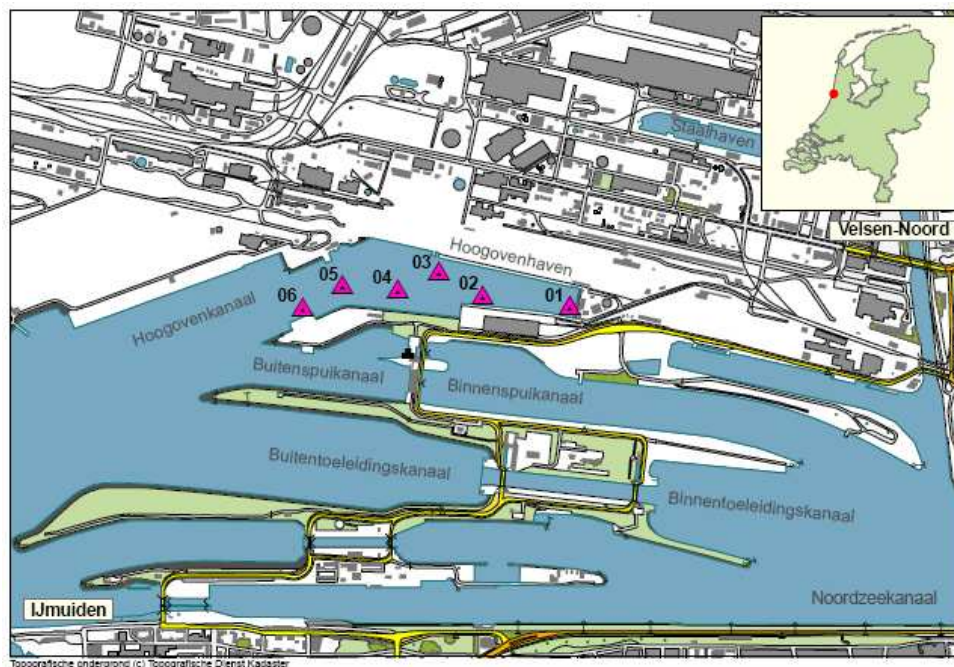 Staalhaven
Velsen-Noord
Hoogovenhaven
03
05
04
02
01
06
Hoogovenkanaal
Buitenspuikanaal
Binnenspuikanaal
Buitentoeleidingskanaal
Binnentoeleidingskanaal
Noordzeekanaal
IJmuiden
Topografische ondergrond (c) Topografische Dienst Kadaster